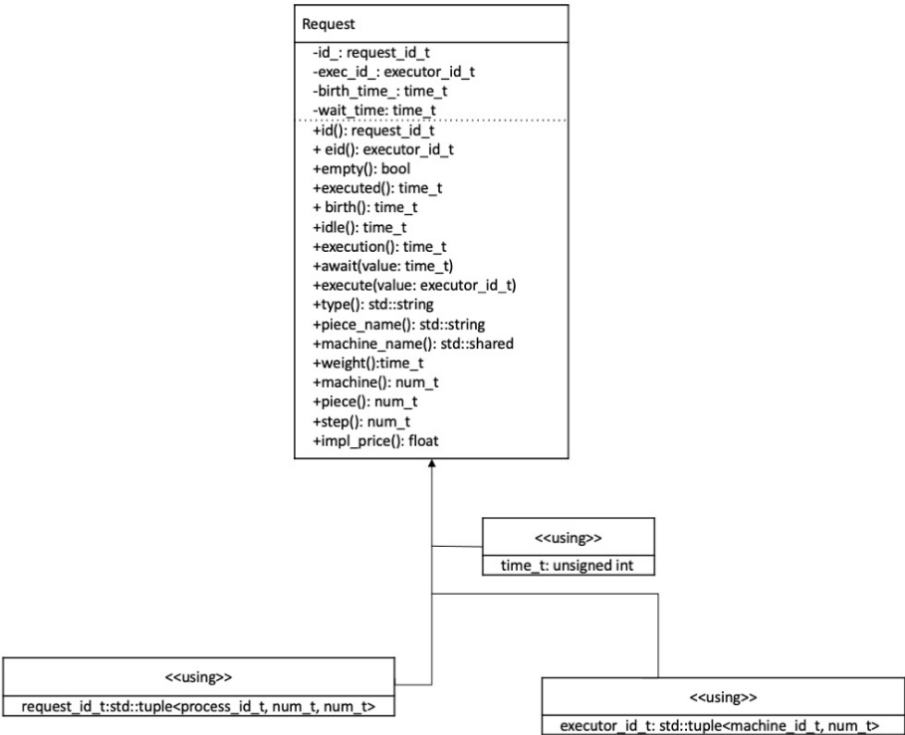 Request
-id_: request_id_t
-exec_id_: executor_id_t
-birth_time_: time_t
-wait_time: time_t
+id(): request_id_t
+ eid(): executor_id_t
+empty(): bool
+executed(): time_t
+ birth(): time_t
+idle(): time_t
+execution(): time_t
+await(value: time_t)
+execute(value: executor_id_t)
+type(): std::string
+piece_name(): std::string
+machine_name(): std::shared
+weight():time_t
+machine(): num_t
+piece(): num_t
+step(): num_t
+impl_price(): float
<<using>>
time_t: unsigned int
<<using>>
request_id_t:std::tuple<process_id_t, num_t, num_t>
<<using>>
executor_id_t: std::tuple<machine_id_t, num_t>